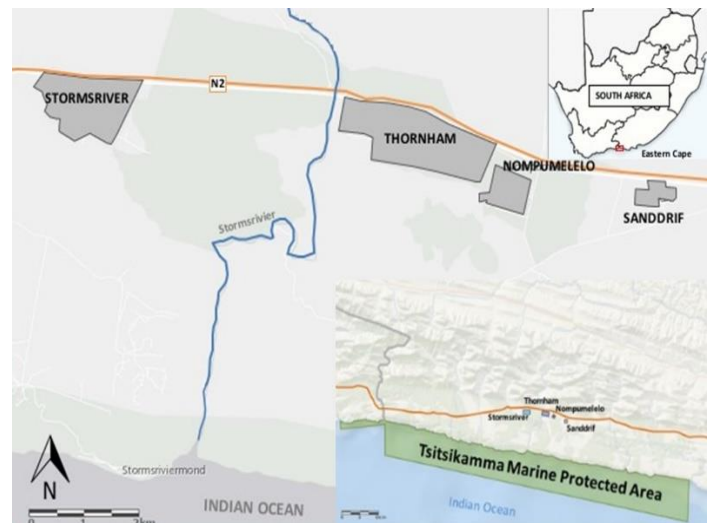 N2
STORMSRIVER
THORNHAM
NOMPUMELELO
SANDDRIF
SOUTH AFRICA
Eastern Cape
Stormsrivier
Stormsriviermond
N
0 1 2km
INDIAN OCEAN
Thornham
Nompumelelo
Stormsriver
Sanddrif
Tsitsikamma Marine Protected Area
Indian Ocean